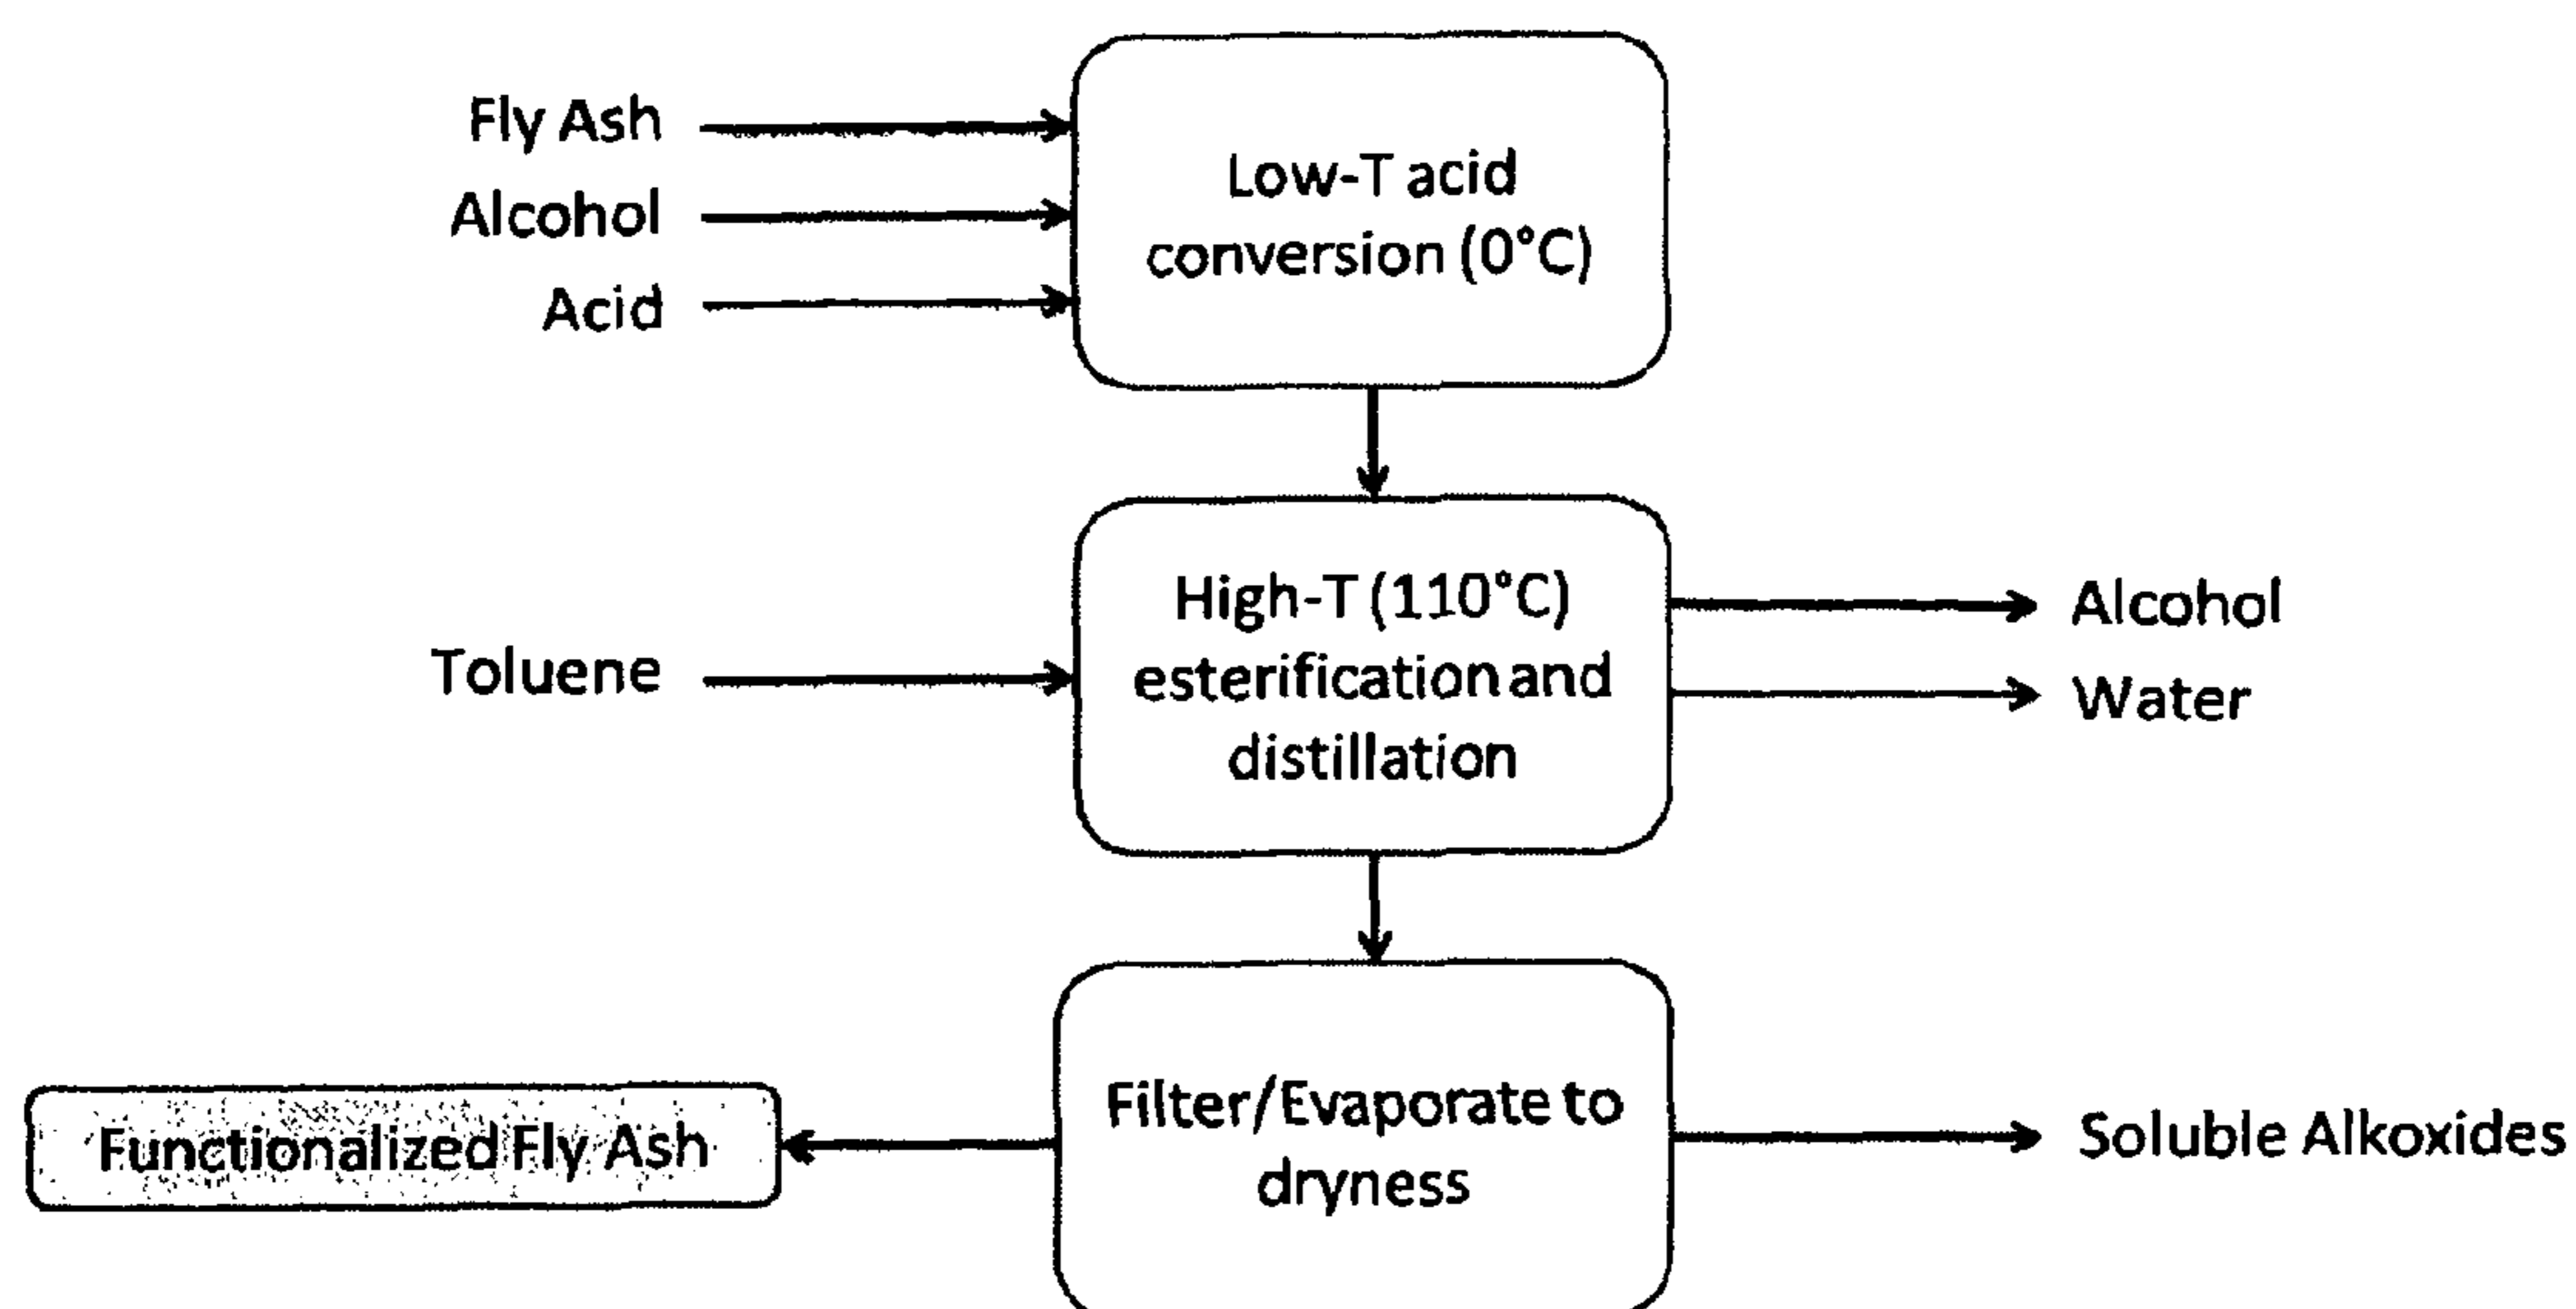 Fly Ash
Alcohol
Acid
Low-T acid
conversion (0°C)
Toluene
High-T (110°C)
esterification and
distillation
Alcohol
Water
Functionalized Fly Ash
Filter/Evaporate to
dryness
Soluble Alkoxides